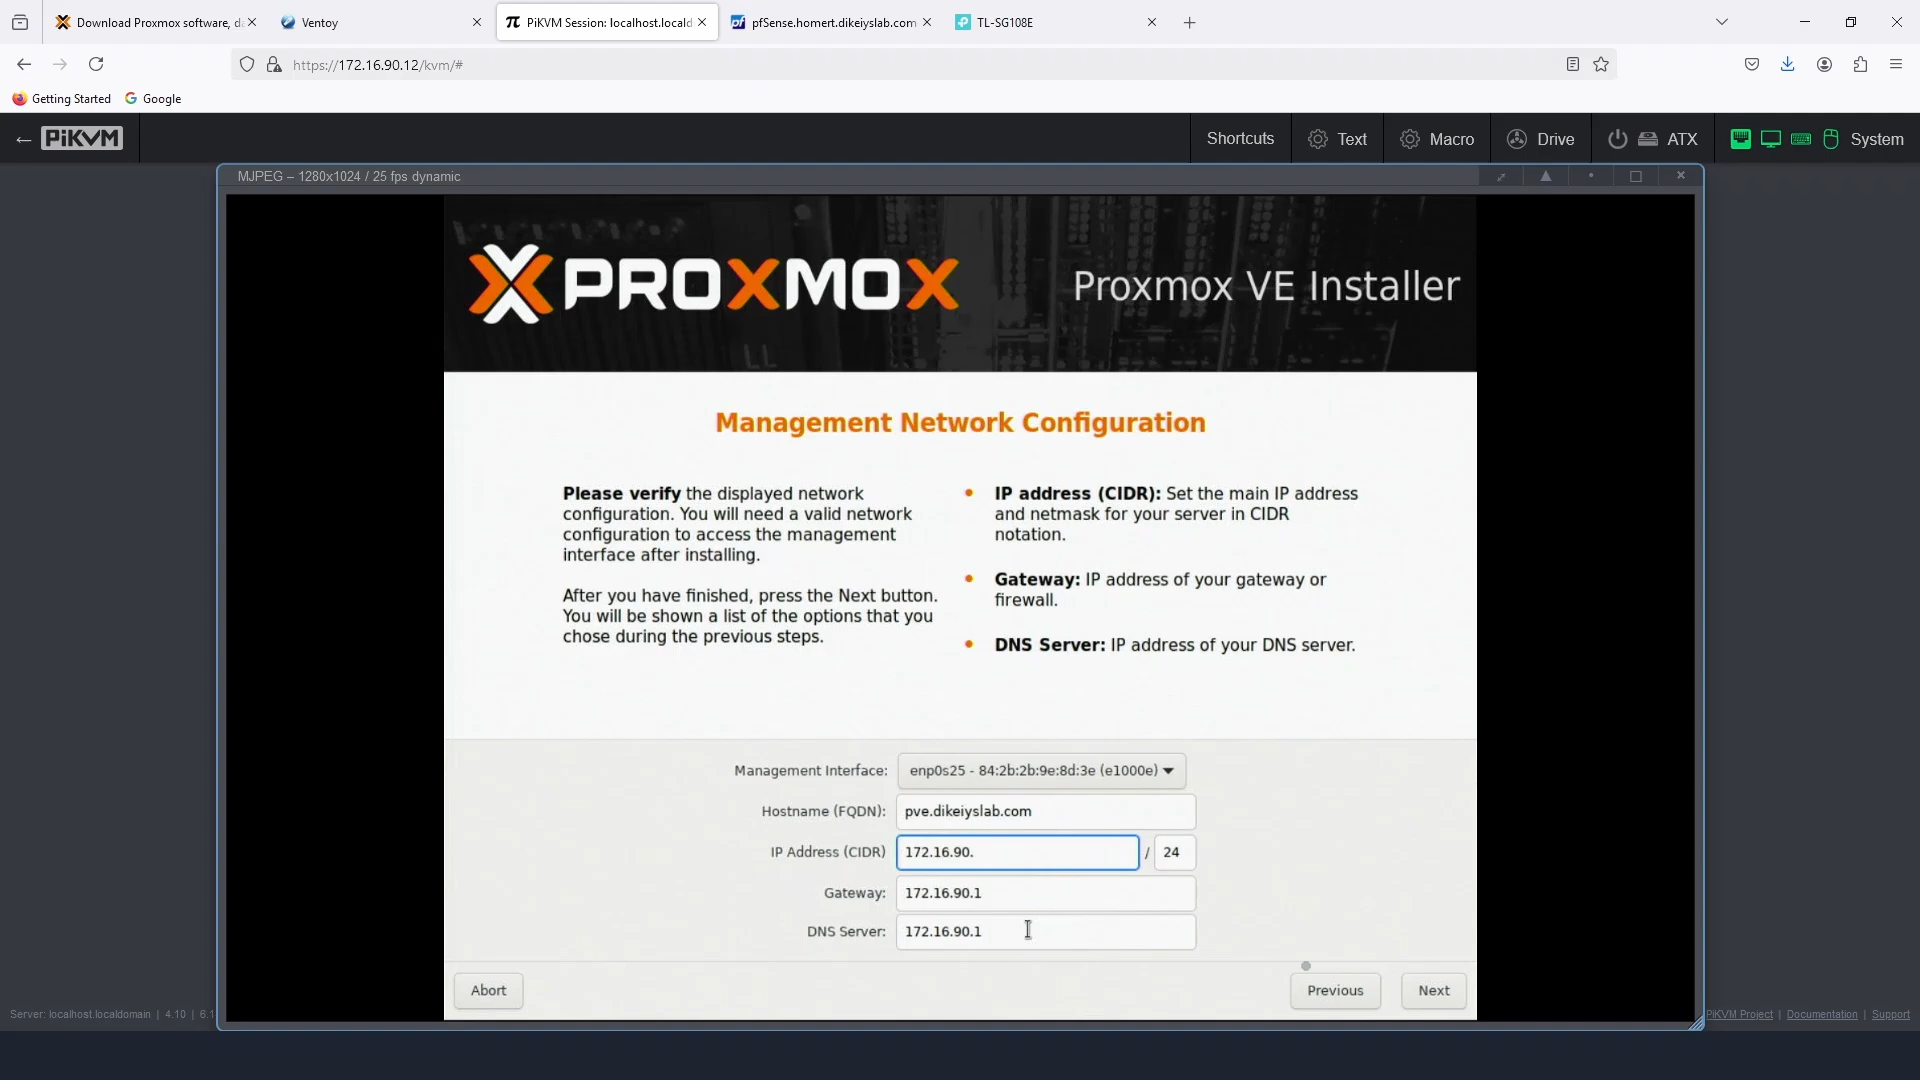 Download Proxmox software, da
Ventoy
PiKVM Session: localhost.locald
pfSense.homert.dikeiyslab.com
TL-SG108E
https://172.16.90.12/kvm/#
Getting Started
Google
PiKVM
Shortcuts
Text
Macro
Drive
ATX
System
MJPEG – 1280x1024 / 25 fps dynamic
PROXMOX
Proxmox VE Installer
Management Network Configuration
Please verify the displayed network
configuration. You will need a valid network
configuration to access the management
interface after installing.
After you have finished, press the Next button.
You will be shown a list of the options that you
chose during the previous steps.
IP address (CIDR): Set the main IP address
and netmask for your server in CIDR
notation.
Gateway: IP address of your gateway or
firewall.
DNS Server: IP address of your DNS server.
Management Interface: enp0s25 - 84:2b:2b:9e:8d:3e (e1000e)
Hostname (FQDN): pve.dikeiyslab.com
IP Address (CIDR) 172.16.90. / 24
Gateway: 172.16.90.1
DNS Server: 172.16.90.1
Abort
Previous
Next
Server: localhost.localdomain | 4.10 | 6.1
PiKVM Project | Documentation | Support